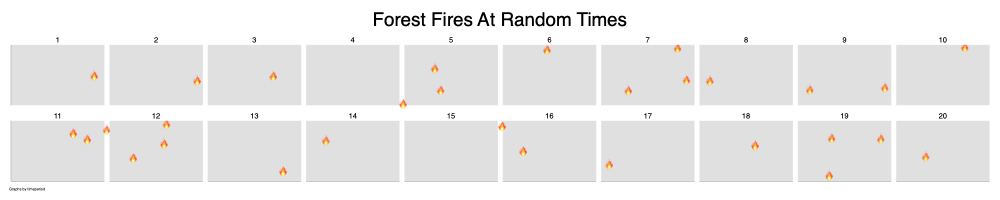 Forest Fires At Random Times
1 2 3 4 5 6 7 8 9 10
11 12 13 14 15 16 17 18 19 20
Graphs by timeperiod